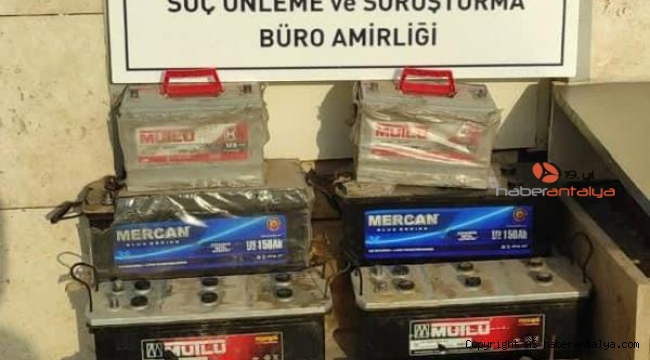 SUÇ ÖNLEME ve SORUŞTURMA
BÜRO AMİRLİĞİ
MUTLU
MUTLU
19. yıl
haberantalya
MERCAN
BLUE SERIES
12V 150Ah
MERCAN
BLUE SERIES
12V 150Ah
MUTLU
MUTLU
Copyright haberantalya.com